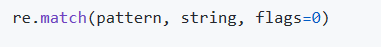 re.match(pattern, string, flags=0)